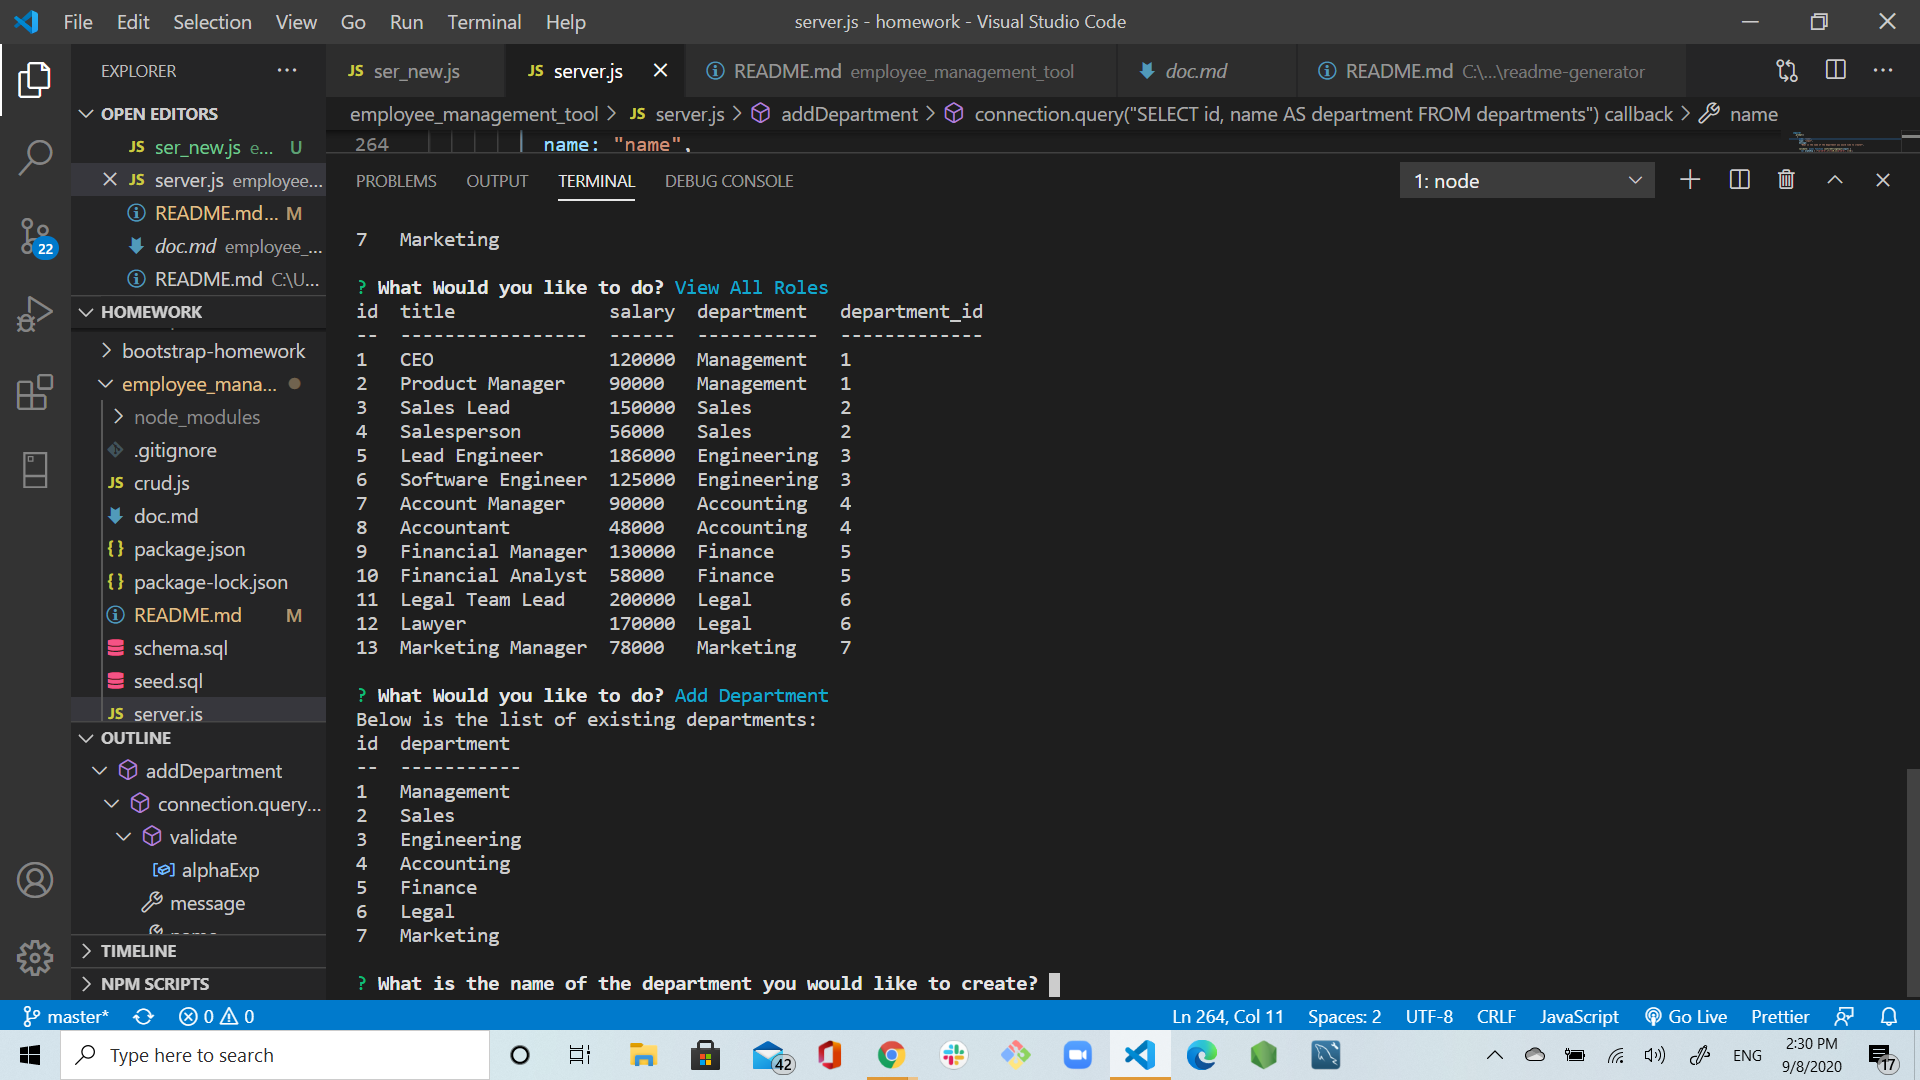 File Edit Selection View Go Run Terminal Help
server.js - homework - Visual Studio Code
EXPLORER
OPEN EDITORS
JS ser_new.js e... U
JS server.js employee...
README.md... M
doc.md employee_...
README.md C:\U...
HOMEWORK
bootstrap-homework
employee_mana...
node_modules
.gitignore
JS crud.js
doc.md
{} package.json
{} package-lock.json
README.md M
schema.sql
seed.sql
JS server.js
OUTLINE
addDepartment
connection.query...
validate
alphaExp
message
name
TIMELINE
NPM SCRIPTS
22
JS ser_new.js
JS server.js
README.md employee_management_tool
doc.md
README.md C:\...\readme-generator
employee_management_tool > JS server.js > addDepartment > connection.query("SELECT id, name AS department FROM departments") callback > name
264 name: "name",
PROBLEMS OUTPUT TERMINAL DEBUG CONSOLE
1: node
7 Marketing
? What Would you like to do? View All Roles
id title salary department department_id
-- ----------------- ------ ----------- -------------
1 CEO 120000 Management 1
2 Product Manager 90000 Management 1
3 Sales Lead 150000 Sales 2
4 Salesperson 56000 Sales 2
5 Lead Engineer 186000 Engineering 3
6 Software Engineer 125000 Engineering 3
7 Account Manager 90000 Accounting 4
8 Accountant 48000 Accounting 4
9 Financial Manager 130000 Finance 5
10 Financial Analyst 58000 Finance 5
11 Legal Team Lead 200000 Legal 6
12 Lawyer 170000 Legal 6
13 Marketing Manager 78000 Marketing 7
? What Would you like to do? Add Department
Below is the list of existing departments:
id department
-- -----------
1 Management
2 Sales
3 Engineering
4 Accounting
5 Finance
6 Legal
7 Marketing
? What is the name of the department you would like to create?
master* 0 0
Ln 264, Col 11 Spaces: 2 UTF-8 CRLF JavaScript Go Live Prettier
Type here to search
42
ENG
2:30 PM
9/8/2020
17